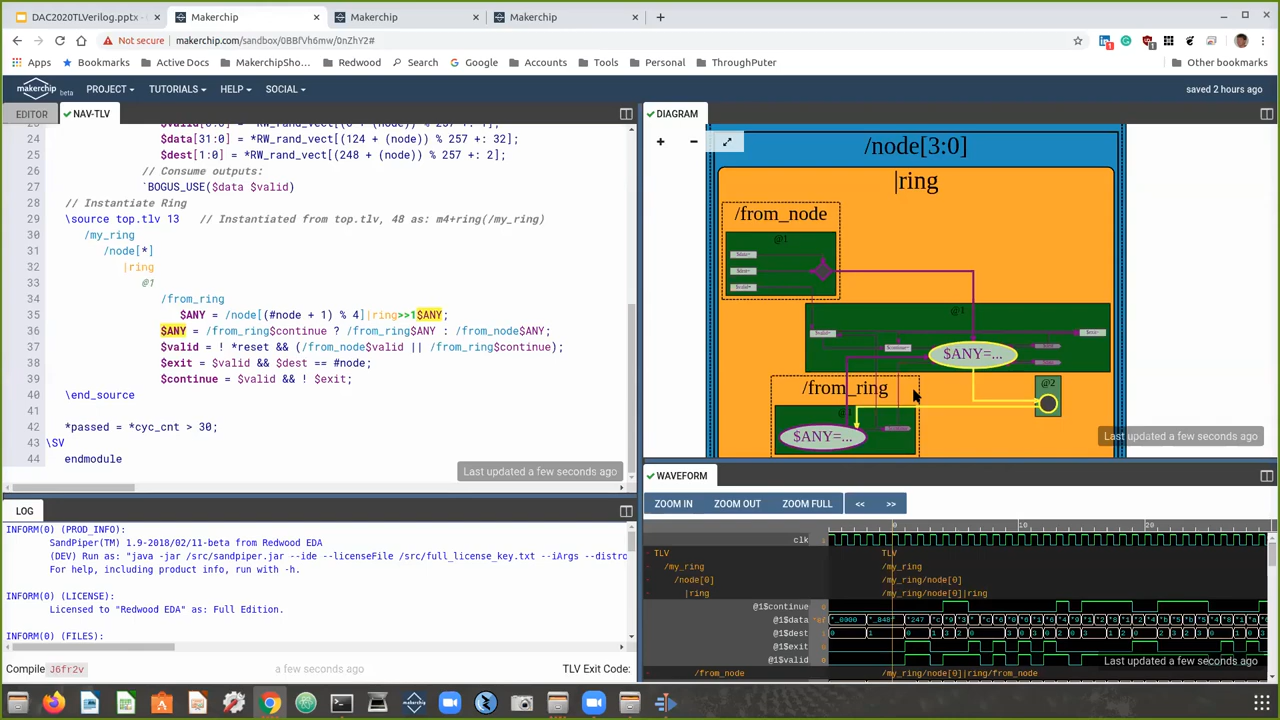 DAC2020TLVerilog.pptx - G
Makerchip
Makerchip
Makerchip
Not secure | makerchip.com/sandbox/0BBfVh6mw/0nZhY2#
Apps Bookmarks Active Docs MakerchipSho... Redwood Search Google Accounts Tools Personal ThroughPuter Other bookmarks
makerchip beta PROJECT TUTORIALS HELP SOCIAL saved 2 hours ago
EDITOR NAV-TLV
24 $data[31:0] = *RW_rand_vect[(124 + (node)) % 257 +: 32];
25 $dest[1:0] = *RW_rand_vect[(248 + (node)) % 257 +: 2];
26 // Consume outputs:
27 `BOGUS_USE($data $valid)
28 // Instantiate Ring
29 \source top.tlv 13 // Instantiated from top.tlv, 48 as: m4+ring(/my_ring)
30 /my_ring
31 /node[*]
32 |ring
33 @1
34 /from_ring
35 $ANY = /node[(#node + 1) % 4]|ring>>1$ANY;
36 $ANY = /from_ring$continue ? /from_ring$ANY : /from_node$ANY;
37 $valid = ! *reset && (/from_node$valid || /from_ring$continue);
38 $exit = $valid && $dest == #node;
39 $continue = $valid && ! $exit;
40 \end_source
41
42 *passed = *cyc_cnt > 30;
43 \SV
44 endmodule
Last updated a few seconds ago
LOG
INFORM(0) (PROD_INFO):
SandPiper(TM) 1.9-2018/02/11-beta from Redwood EDA
(DEV) Run as: "java -jar /src/sandpiper.jar --ide --licenseFile /src/full_license_key.txt --iArgs --distro
For help, including product info, run with -h.
INFORM(0) (LICENSE):
Licensed to "Redwood EDA" as: Full Edition.
INFORM(0) (FILES):
Compile J6fr2v a few seconds ago TLV Exit Code:
DIAGRAM
/node[3:0]
|ring
/from_node
@1
@1
$ANY=...
/from_ring
@2
$ANY=...
Last updated a few seconds ago
WAVEFORM
ZOOM IN ZOOM OUT ZOOM FULL << >>
0 10 20
clk
TLV TLV
/my_ring /my_ring
/node[0] /my_ring/node[0]
|ring /my_ring/node[0]|ring
@1$continue
@1$data
@1$dest
@1$exit
@1$valid
Last updated a few seconds ago
/from_node /my_ring/node[0]|ring/from_node